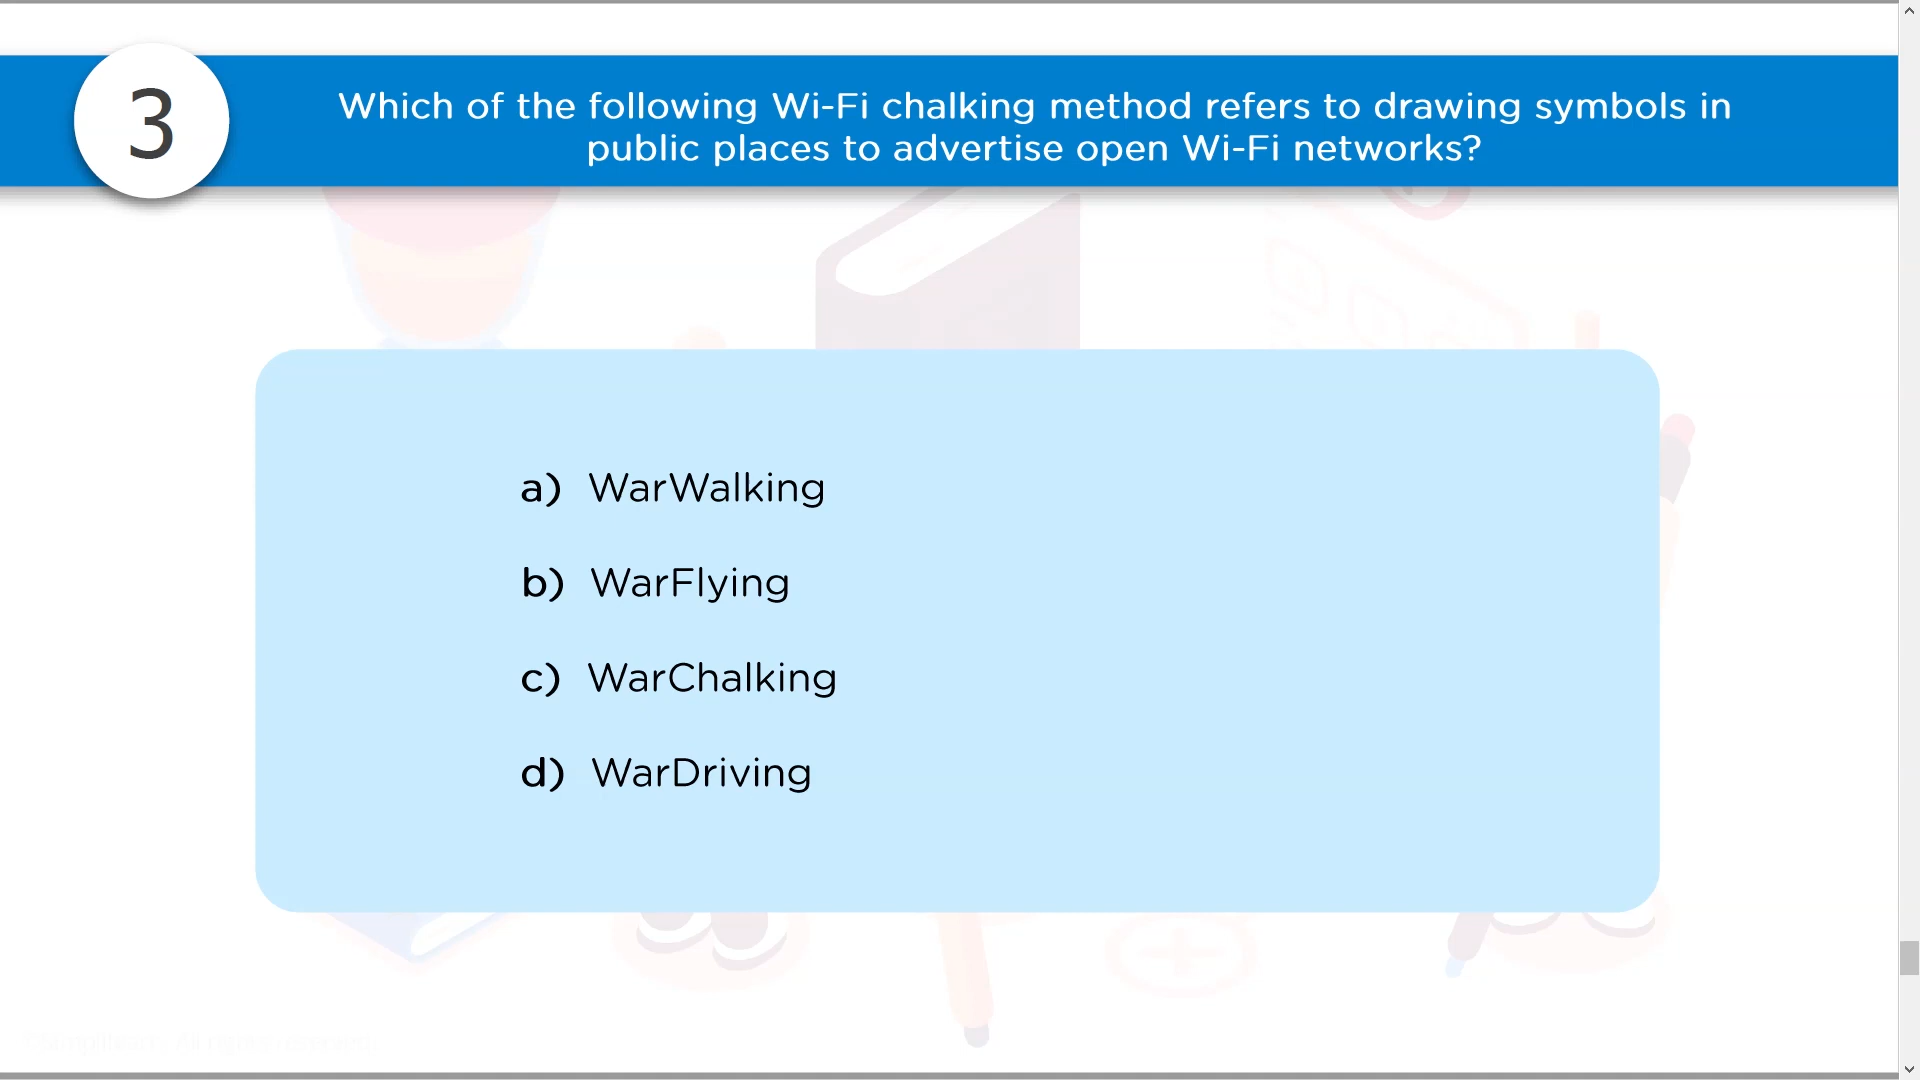 3
Which of the following Wi-Fi chalking method refers to drawing symbols in
public places to advertise open Wi-Fi networks?
a) WarWalking
b) WarFlying
c) WarChalking
d) WarDriving